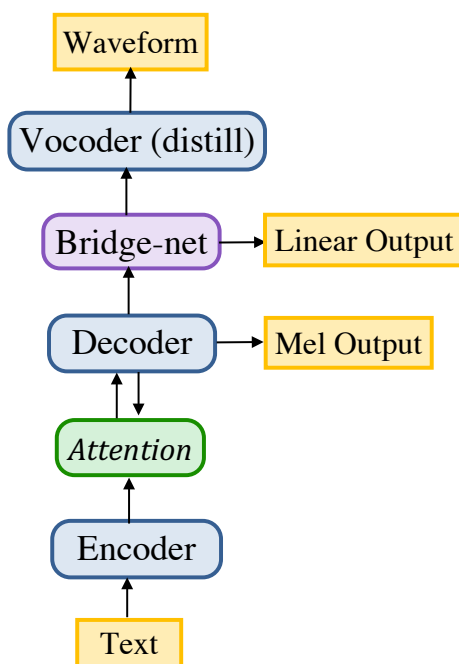 Waveform
Vocoder (distill)
Bridge-net
Linear Output
Decoder
Mel Output
Attention
Encoder
Text